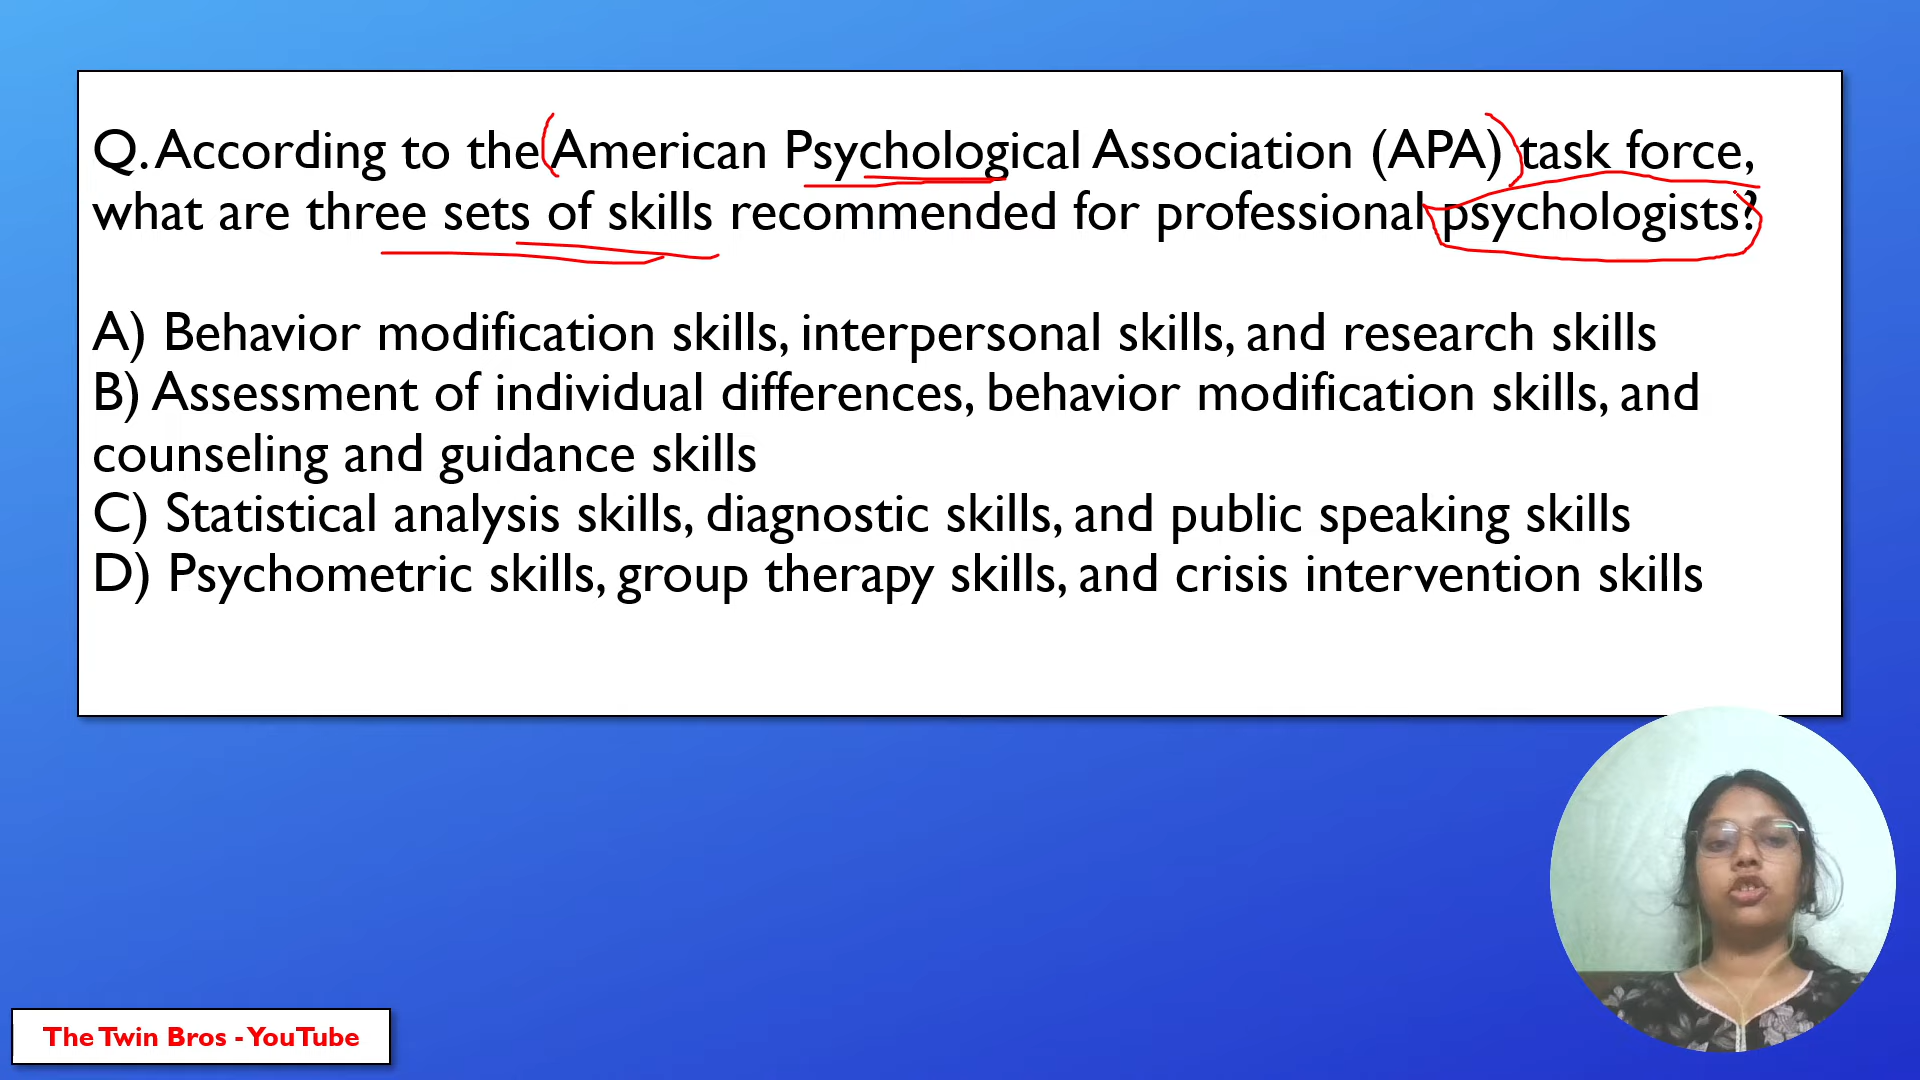 Q. According to the American Psychological Association (APA) task force,
what are three sets of skills recommended for professional psychologists?
A) Behavior modification skills, interpersonal skills, and research skills
B) Assessment of individual differences, behavior modification skills, and
counseling and guidance skills
C) Statistical analysis skills, diagnostic skills, and public speaking skills
D) Psychometric skills, group therapy skills, and crisis intervention skills
The Twin Bros - YouTube